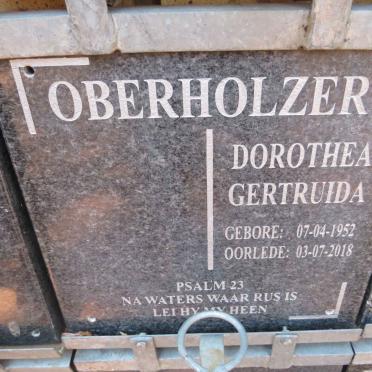 OBERHOLZER
DOROTHEA
GERTRUIDA
GEBORE: 07-04-1952
OORLEDE: 03-07-2018
PSALM 23
NA WATERS WAAR RUS IS
LEI HY MY HEEN